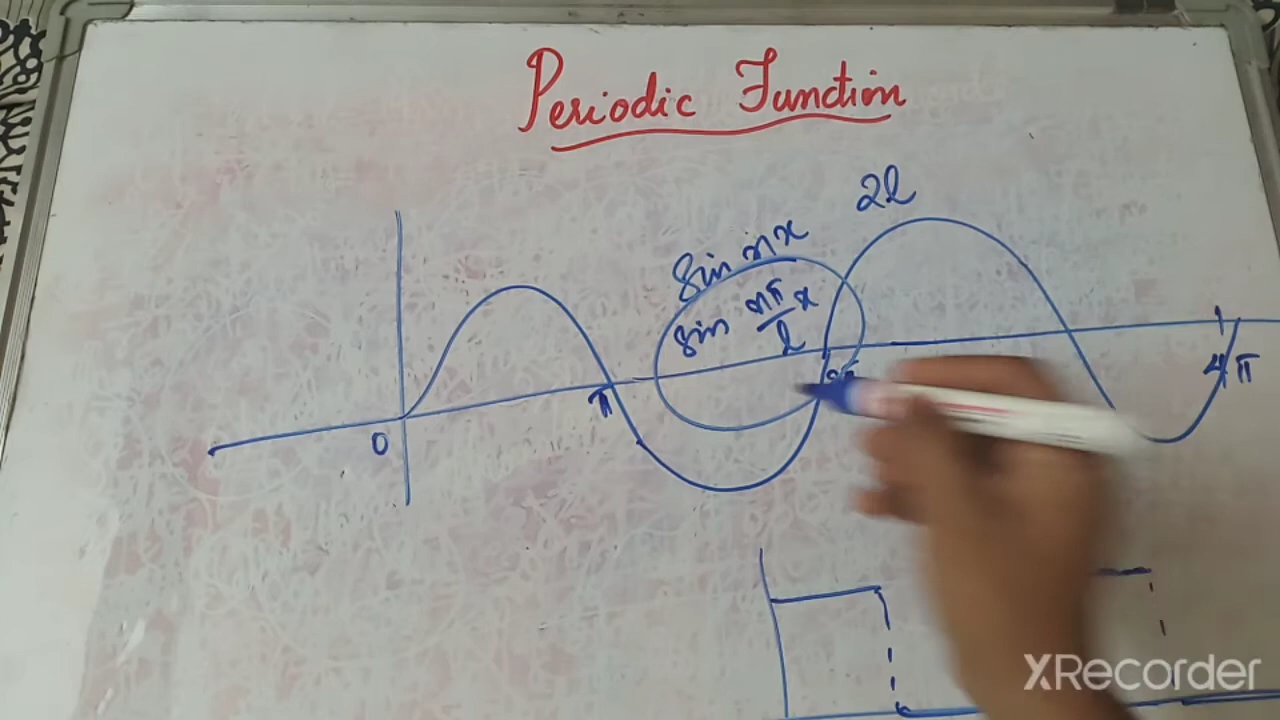 Periodic Function
2l
sin nx
sin nπ/l x
0
π
4π
XRecorder